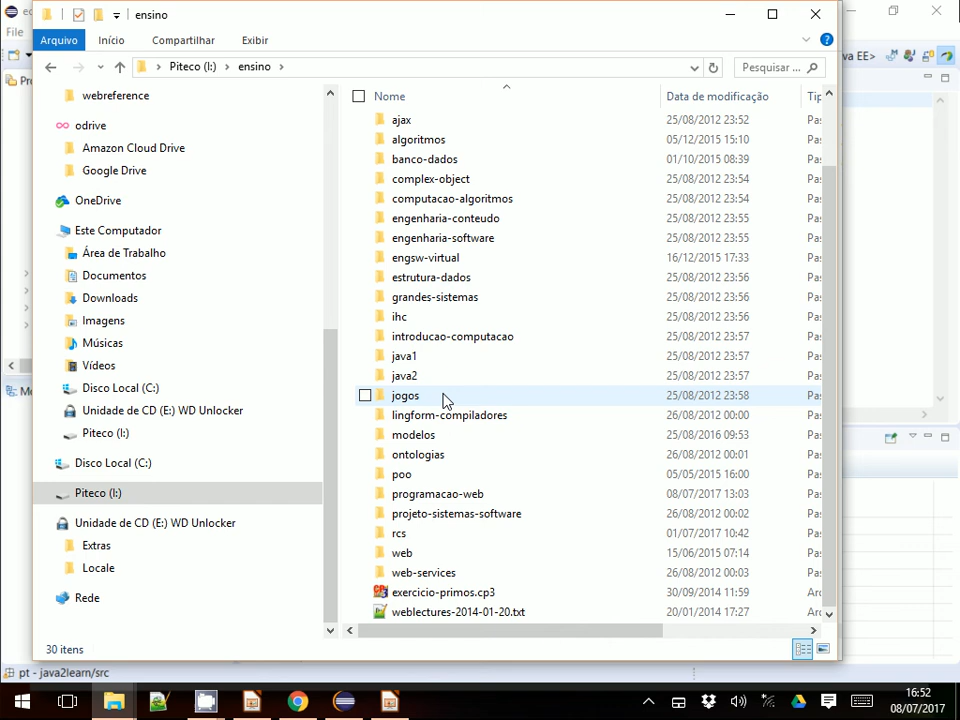 ensino
File
Arquivo
Início
Compartilhar
Exibir
Piteco (I:) ensino
Pesquisar ...
Nome
Data de modificação
webreference
odrive
Amazon Cloud Drive
Google Drive
OneDrive
Este Computador
Área de Trabalho
Documentos
Downloads
Imagens
Músicas
Vídeos
Disco Local (C:)
Unidade de CD (E:) WD Unlocker
Piteco (I:)
Disco Local (C:)
Piteco (I:)
Unidade de CD (E:) WD Unlocker
Extras
Locale
Rede
ajax 25/08/2012 23:52
algoritmos 05/12/2015 15:10
banco-dados 01/10/2015 08:39
complex-object 25/08/2012 23:54
computacao-algoritmos 25/08/2012 23:54
engenharia-conteudo 25/08/2012 23:55
engenharia-software 25/08/2012 23:55
engsw-virtual 16/12/2015 17:33
estrutura-dados 25/08/2012 23:56
grandes-sistemas 25/08/2012 23:56
ihc 25/08/2012 23:56
introducao-computacao 25/08/2012 23:57
java1 25/08/2012 23:57
java2 25/08/2012 23:57
jogos 25/08/2012 23:58
lingform-compiladores 26/08/2012 00:00
modelos 25/08/2016 09:53
ontologias 26/08/2012 00:01
poo 05/05/2015 16:00
programacao-web 08/07/2017 13:03
projeto-sistemas-software 26/08/2012 00:02
rcs 01/07/2017 10:42
web 15/06/2015 07:14
web-services 26/08/2012 00:03
exercicio-primos.cp3 30/09/2014 11:59
weblectures-2014-01-20.txt 20/01/2014 17:27
30 itens
pt - java2learn/src
16:52
08/07/2017